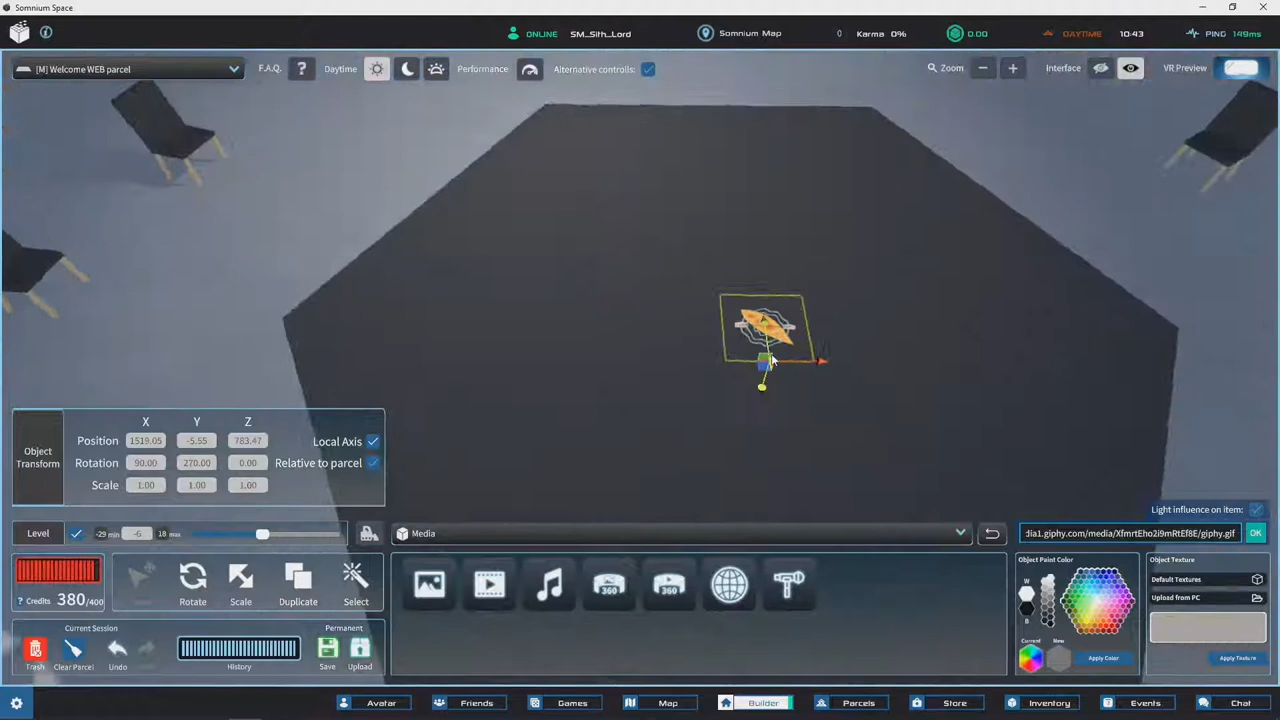 Somnium Space
ONLINE SM_Sith_Lord Somnium Map 0 Karma 0% 0.00 DAYTIME 10:43 PING 149ms
[M] Welcome WEB parcel F.A.Q. ? Daytime Performance Alternative controlls: Zoom Interface VR Preview
X Y Z
Object Transform
Position 1519.05 -5.55 783.47 Local Axis
Rotation 90.00 270.00 0.00 Relative to parcel
Scale 1.00 1.00 1.00
Light influence on item:
Level -29 min -6 18 max Media dia1.giphy.com/media/XfmrtEho2i9mRtEf8E/giphy.gif OK
Object Paint Color Object Texture
Default Textures
Upload from PC
W
B
360 360
? Credits 380/400 Rotate Scale Duplicate Select
Current Session Permanent
Current New
Apply Color Apply Texture
Trash Clear Parcel Undo History Save Upload
Avatar Friends Games Map Builder Parcels Store Inventory Events Chat